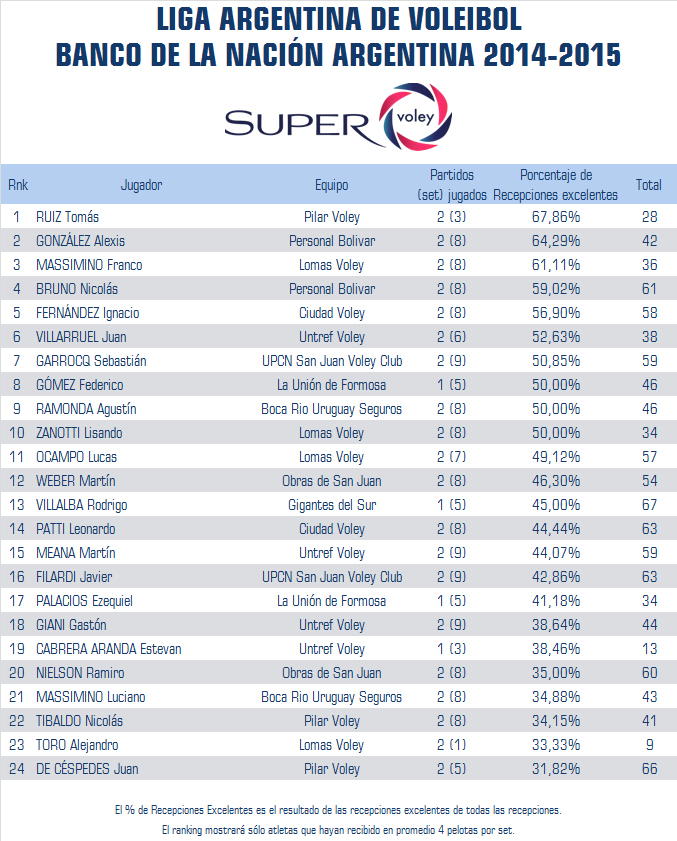 LIGA ARGENTINA DE VOLEIBOL
BANCO DE LA NACIÓN ARGENTINA 2014-2015
SUPER voley
Rnk Jugador Equipo Partidos (set) jugados Porcentaje de Recepciones excelentes Total
1 RUIZ Tomás Pilar Voley 2 (3) 67,86% 28
2 GONZÁLEZ Alexis Personal Bolivar 2 (8) 64,29% 42
3 MASSIMINO Franco Lomas Voley 2 (8) 61,11% 36
4 BRUNO Nicolás Personal Bolivar 2 (8) 59,02% 61
5 FERNÁNDEZ Ignacio Ciudad Voley 2 (8) 56,90% 58
6 VILLARRUEL Juan Untref Voley 2 (6) 52,63% 38
7 GARROCQ Sebastián UPCN San Juan Voley Club 2 (9) 50,85% 59
8 GÓMEZ Federico La Unión de Formosa 1 (5) 50,00% 46
9 RAMONDA Agustín Boca Rio Uruguay Seguros 2 (8) 50,00% 46
10 ZANOTTI Lisando Lomas Voley 2 (8) 50,00% 34
11 OCAMPO Lucas Lomas Voley 2 (7) 49,12% 57
12 WEBER Martín Obras de San Juan 2 (8) 46,30% 54
13 VILLALBA Rodrigo Gigantes del Sur 1 (5) 45,00% 67
14 PATTI Leonardo Ciudad Voley 2 (8) 44,44% 63
15 MEANA Martín Untref Voley 2 (9) 44,07% 59
16 FILARDI Javier UPCN San Juan Voley Club 2 (9) 42,86% 63
17 PALACIOS Ezequiel La Unión de Formosa 1 (5) 41,18% 34
18 GIANI Gastón Untref Voley 2 (9) 38,64% 44
19 CABRERA ARANDA Estevan Untref Voley 1 (3) 38,46% 13
20 NIELSON Ramiro Obras de San Juan 2 (8) 35,00% 60
21 MASSIMINO Luciano Boca Rio Uruguay Seguros 2 (8) 34,88% 43
22 TIBALDO Nicolás Pilar Voley 2 (8) 34,15% 41
23 TORO Alejandro Lomas Voley 2 (1) 33,33% 9
24 DE CÉSPEDES Juan Pilar Voley 2 (5) 31,82% 66
El % de Recepciones Excelentes es el resultado de las recepciones excelentes de todas las recepciones.
El ranking mostrará sólo atletas que hayan recibido en promedio 4 pelotas por set.